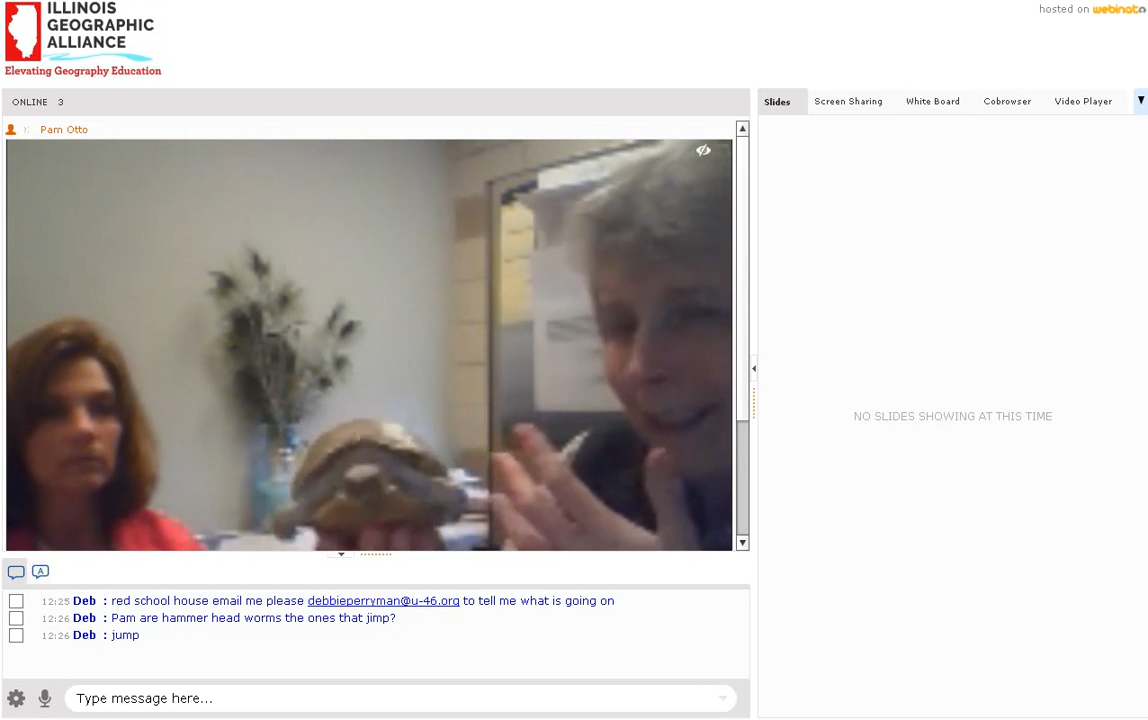 ILLINOIS
GEOGRAPHIC
ALLIANCE
Elevating Geography Education
hosted on webinato
ONLINE 3
Pam Otto
Slides
Screen Sharing
White Board
Cobrowser
Video Player
NO SLIDES SHOWING AT THIS TIME
12:25 Deb : red school house email me please debbieperryman@u-46.org to tell me what is going on
12:26 Deb : Pam are hammer head worms the ones that jimp?
12:26 Deb : jump
Type message here...